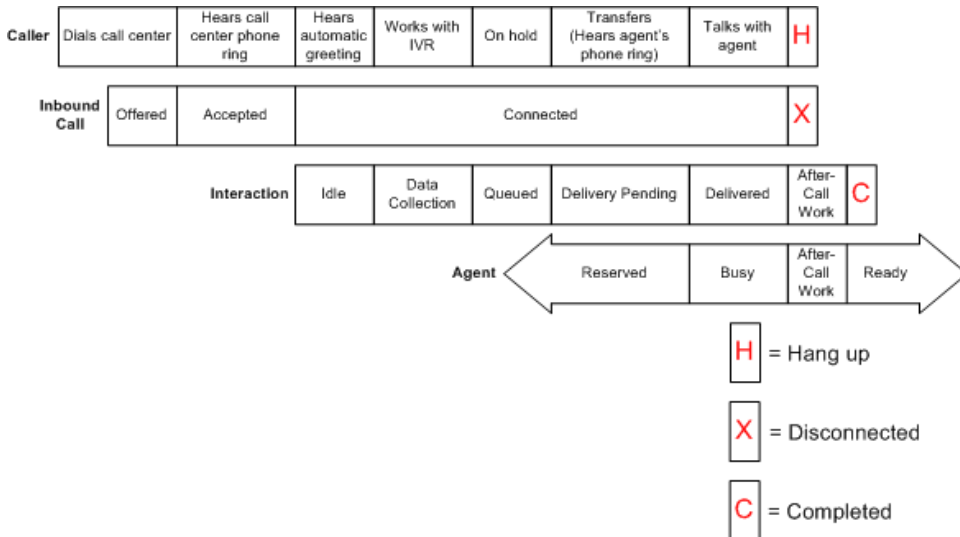 Caller
Dials call center
Hears call
center phone
ring
Hears
automatic
greeting
Works with
IVR
On hold
Transfers
(Hears agent's
phone ring)
Talks with
agent
H
Inbound
Call
Offered
Accepted
Connected
X
Interaction
Idle
Data
Collection
Queued
Delivery Pending
Delivered
After-
Call
Work
C
Agent
Reserved
Busy
After-
Call
Work
Ready
H = Hang up
X = Disconnected
C = Completed